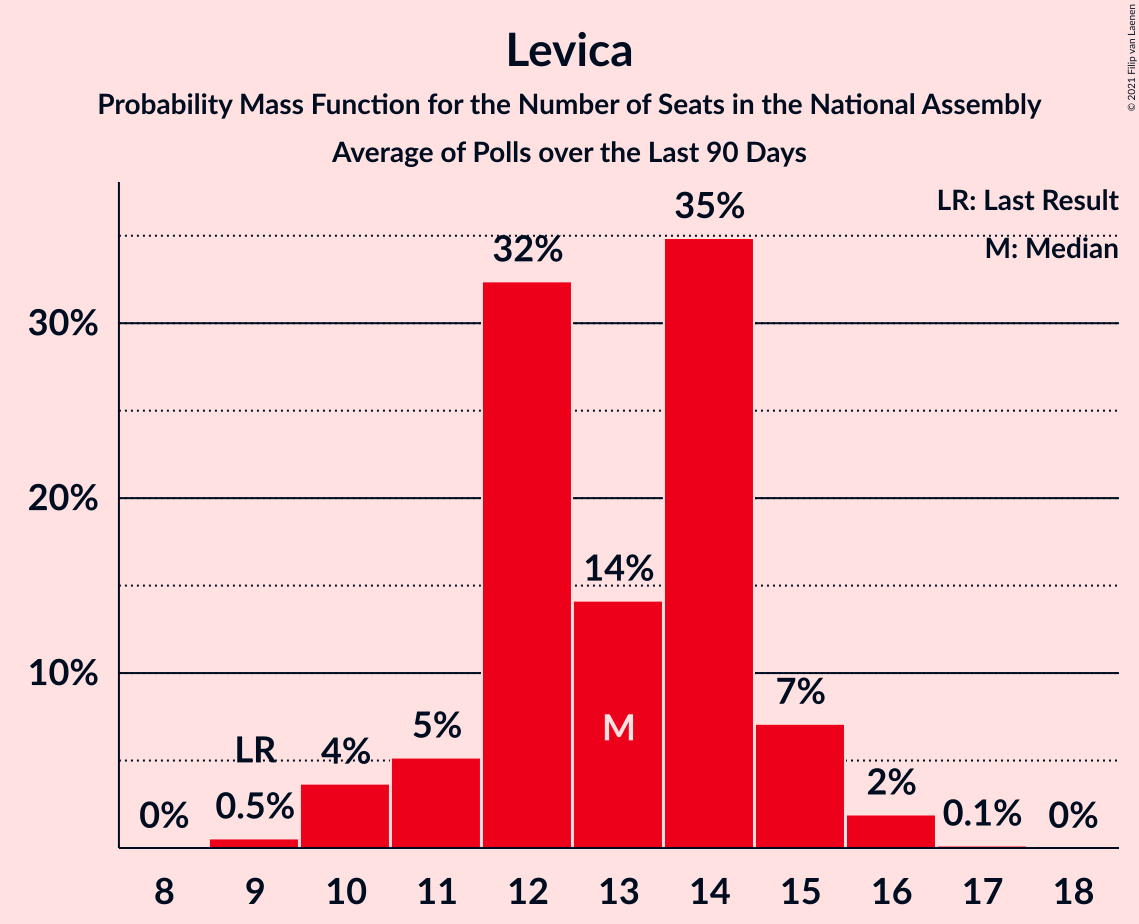 Levica
Probability Mass Function for the Number of Seats in the National Assembly
Average of Polls over the Last 90 Days
© 2021 Filip van Laenen
LR: Last Result
M: Median
35%
32%
30%
20%
14%
10%
7%
M
5%
LR
4%
2%
0%
0.5%
0.1%
0%
8 9 10 11 12 13 14 15 16 17 18